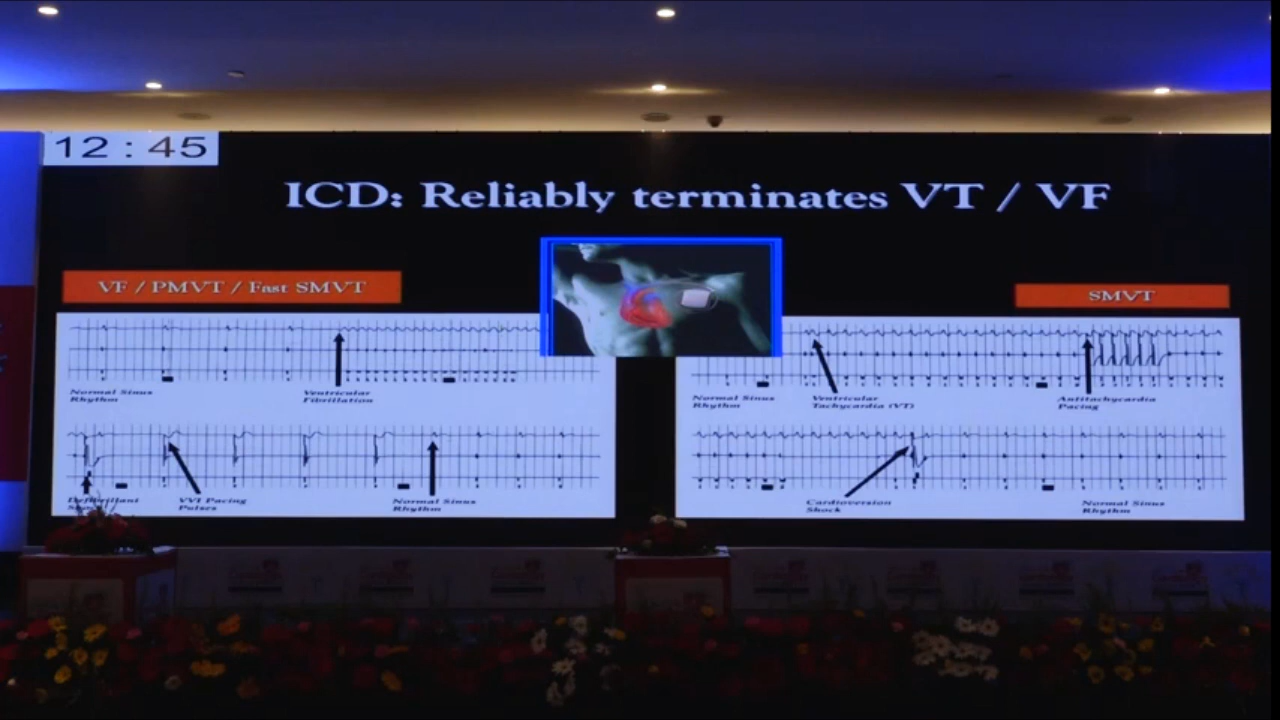 12 : 45
ICD: Reliably terminates VT / VF
VF / PMVT / Fast SMVT
SMVT
Normal Sinus
Rhythm
Ventricular
Fibrillation
Normal Sinus
Rhythm
Ventricular
Tachycardia (VT)
Antitachycardia
Pacing
Defibrillant
VVI Pacing
Pulses
Normal Sinus
Rhythm
Cardioversion
Shock
Normal Sinus
Rhythm